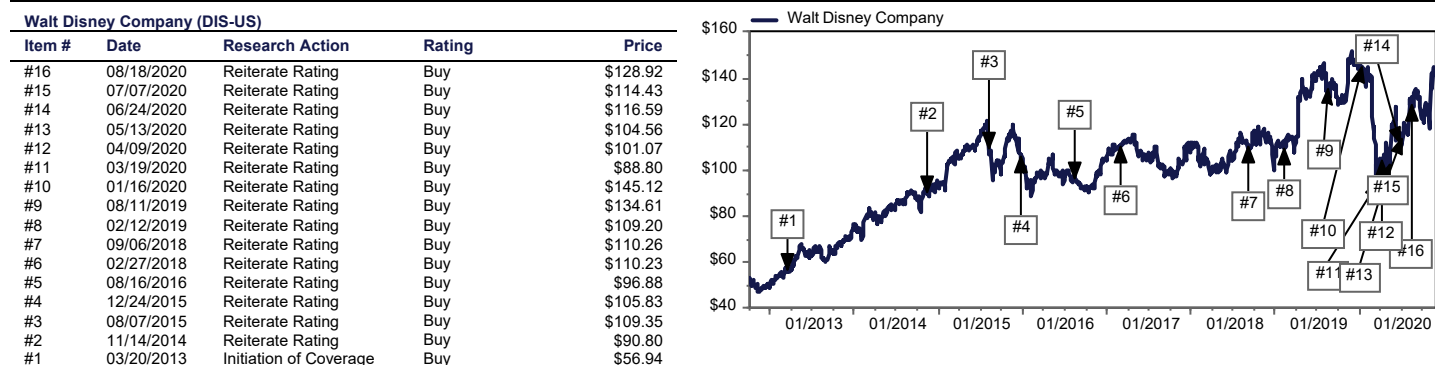 Walt Disney Company (DIS-US)
Item # Date Research Action Rating Price
#16 08/18/2020 Reiterate Rating Buy $128.92
#15 07/07/2020 Reiterate Rating Buy $114.43
#14 06/24/2020 Reiterate Rating Buy $116.59
#13 05/13/2020 Reiterate Rating Buy $104.56
#12 04/09/2020 Reiterate Rating Buy $101.07
#11 03/19/2020 Reiterate Rating Buy $88.80
#10 01/16/2020 Reiterate Rating Buy $145.12
#9 08/11/2019 Reiterate Rating Buy $134.61
#8 02/12/2019 Reiterate Rating Buy $109.20
#7 09/06/2018 Reiterate Rating Buy $110.26
#6 02/27/2018 Reiterate Rating Buy $110.23
#5 08/16/2016 Reiterate Rating Buy $96.88
#4 12/24/2015 Reiterate Rating Buy $105.83
#3 08/07/2015 Reiterate Rating Buy $109.35
#2 11/14/2014 Reiterate Rating Buy $90.80
#1 03/20/2013 Initiation of Coverage Buy $56.94
Walt Disney Company
$160
$140
$120
$100
$80
$60
$40
#14
#3
#5
#2
#9
#15
#8
#6
#7
#1
#4
#10
#12
#16
#11
#13
01/2013 01/2014 01/2015 01/2016 01/2017 01/2018 01/2019 01/2020